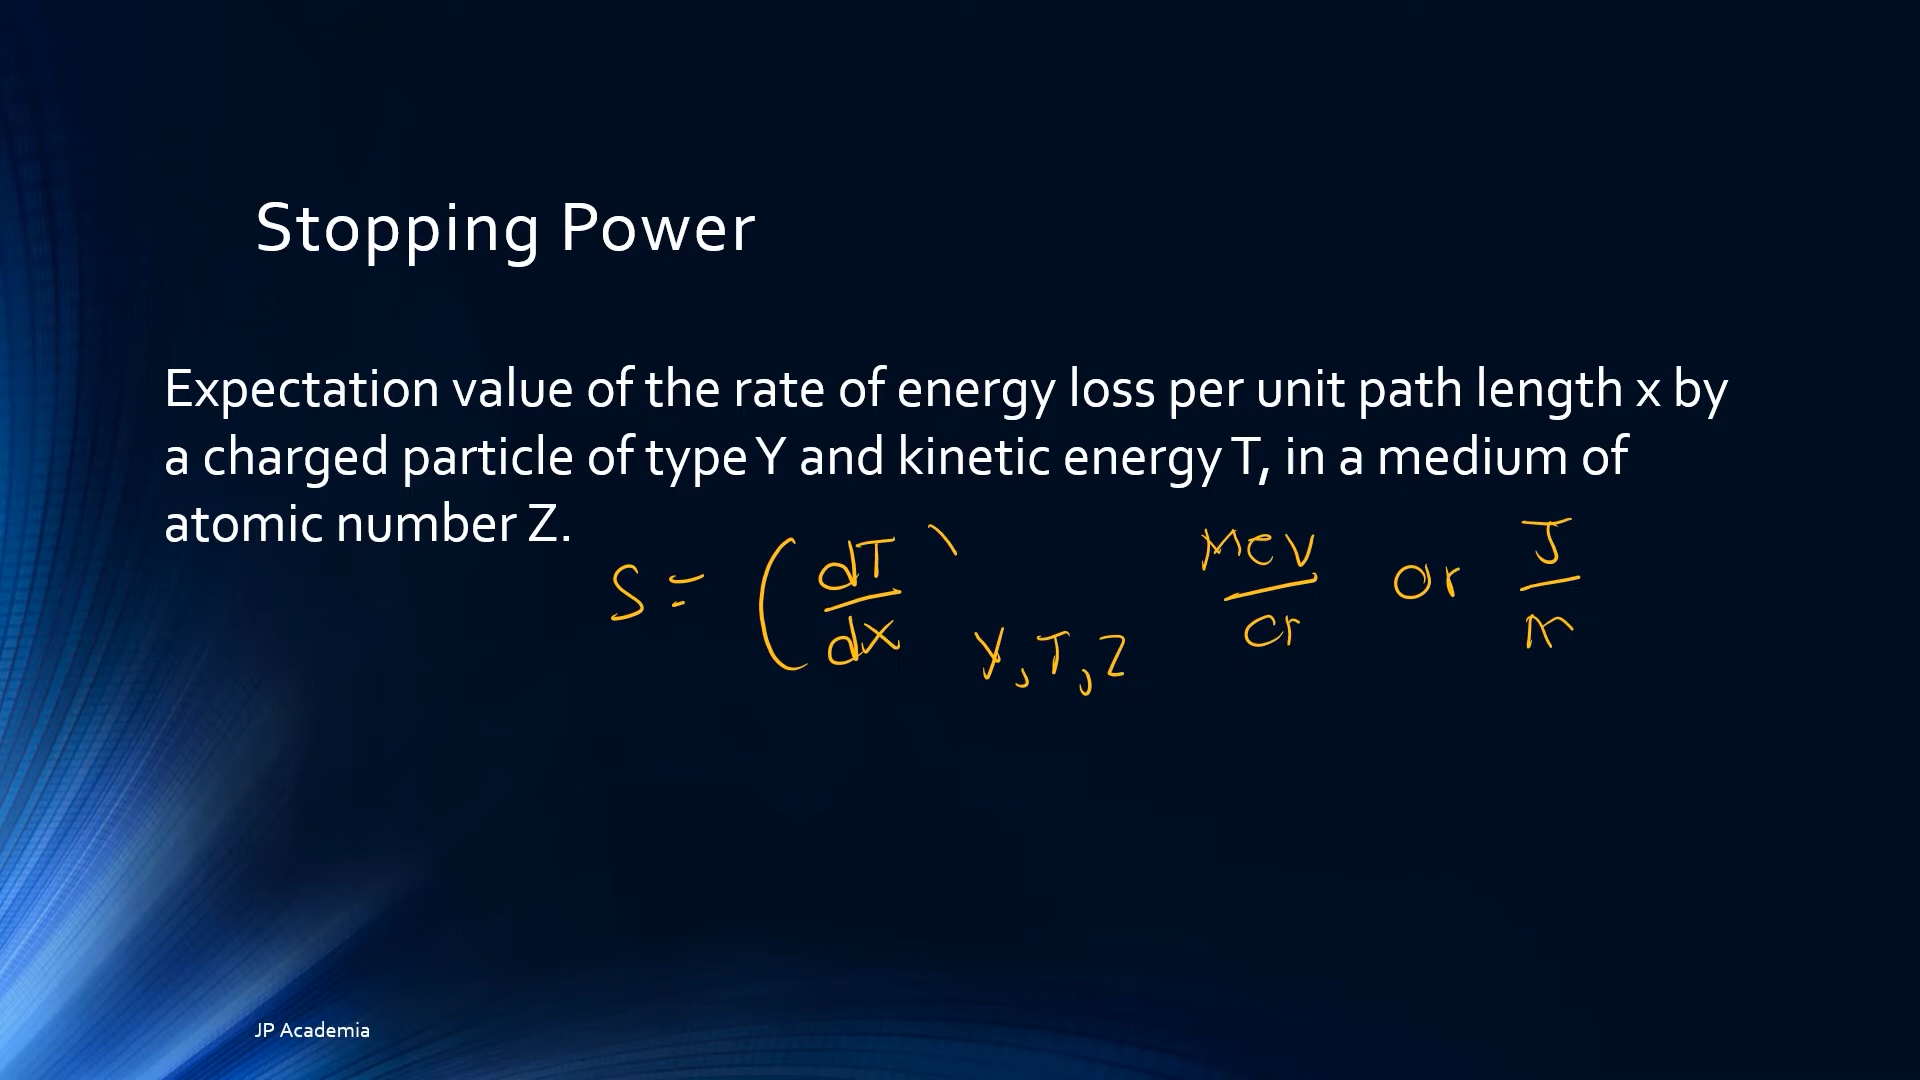 Stopping Power
Expectation value of the rate of energy loss per unit path length x by
a charged particle of type Y and kinetic energy T, in a medium of
atomic number Z.
S = (dT/dx) Y, T, Z MeV/cm or J/m
JP Academia